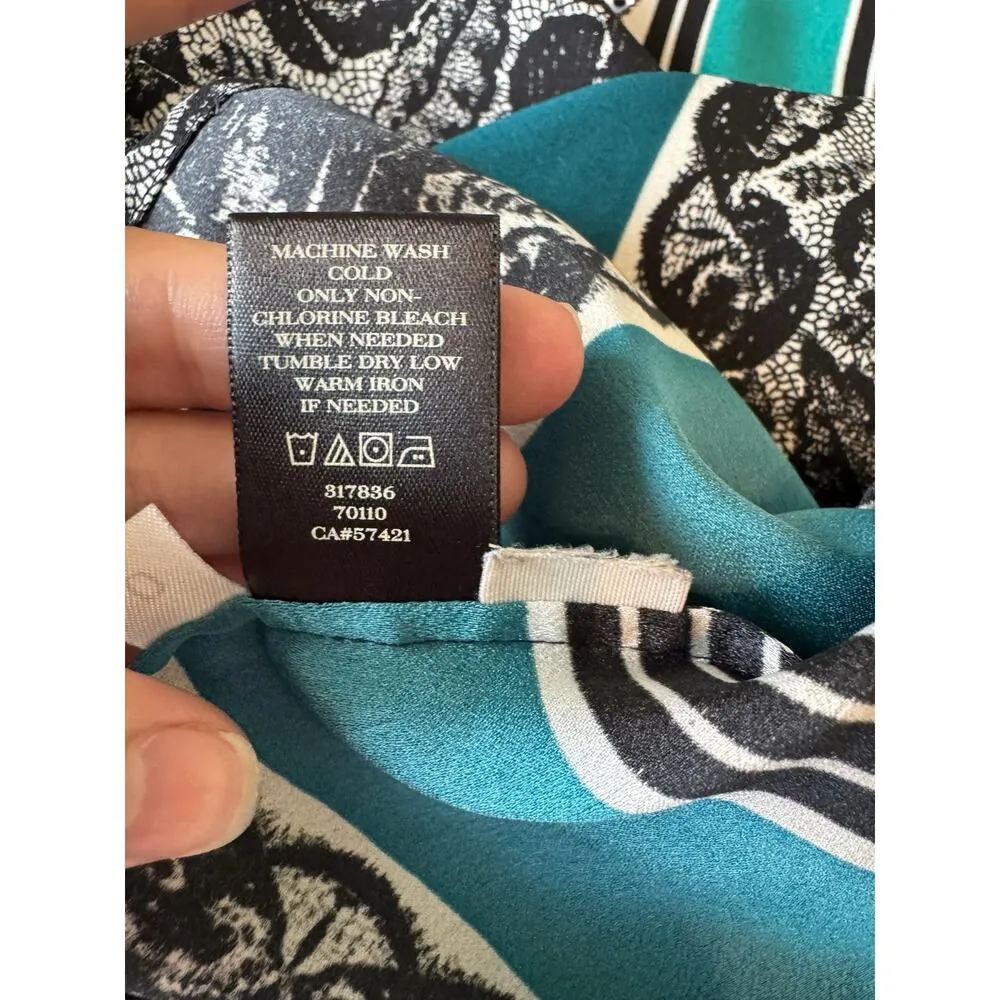 MACHINE WASH
COLD
ONLY NON-
CHLORINE BLEACH
WHEN NEEDED
TUMBLE DRY LOW
WARM IRON
IF NEEDED
317836
70110
CA#57421